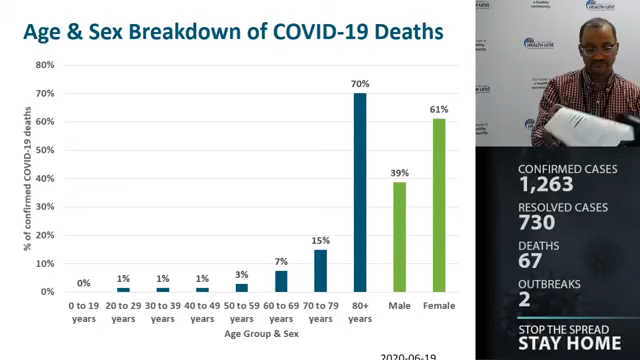 Age & Sex Breakdown of COVID-19 Deaths
80%
70%
60%
50%
40%
30%
20%
10%
0%
% of confirmed COVID-19 deaths
0%
1%
1%
1%
3%
7%
15%
70%
39%
61%
0 to 19 years
20 to 29 years
30 to 39 years
40 to 49 years
50 to 59 years
60 to 69 years
70 to 79 years
80+ years
Male
Female
Age Group & Sex
2020-06-19
HEALTH UNIT
CONFIRMED CASES
1,263
RESOLVED CASES
730
DEATHS
67
OUTBREAKS
2
STOP THE SPREAD
STAY HOME